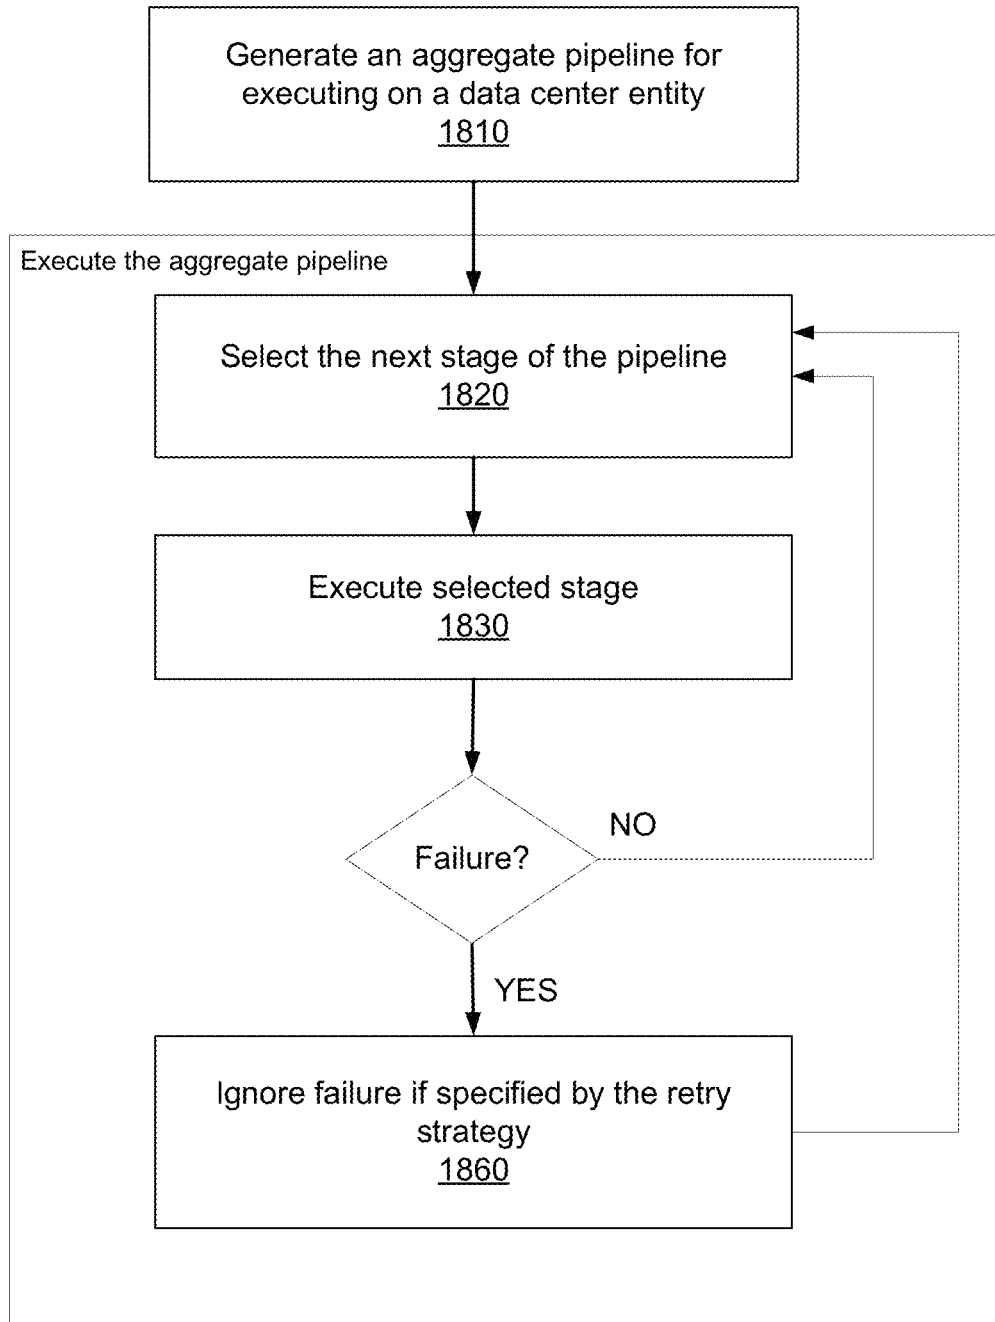 Generate an aggregate pipeline for
executing on a data center entity
1810
Execute the aggregate pipeline
Select the next stage of the pipeline
1820
Execute selected stage
1830
Failure?
NO
YES
Ignore failure if specified by the retry
strategy
1860